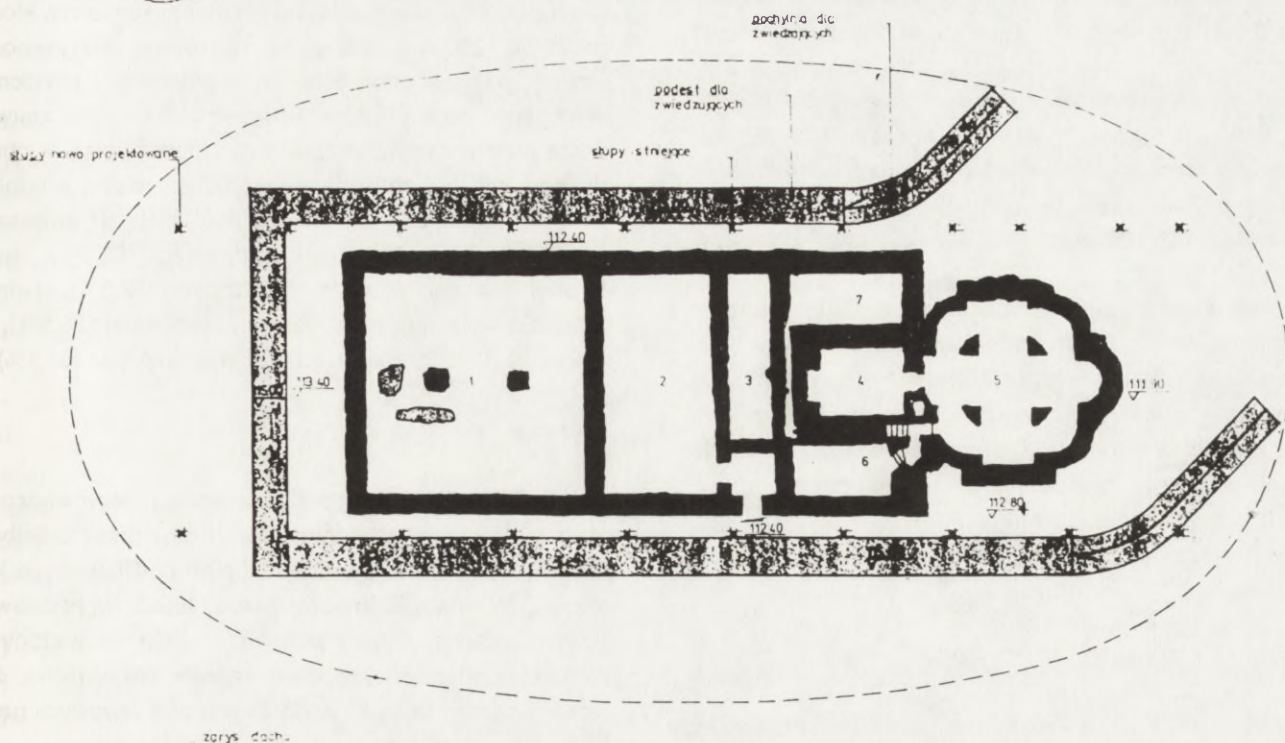 pochylnia dla
zwiedzających
podest dla
zwiedzających
słupy nowo projektowane
słupy istniejące
112.40
7
113.40
1
2
3
4
5
111.90
6
112.80
112.40
zarys dachu